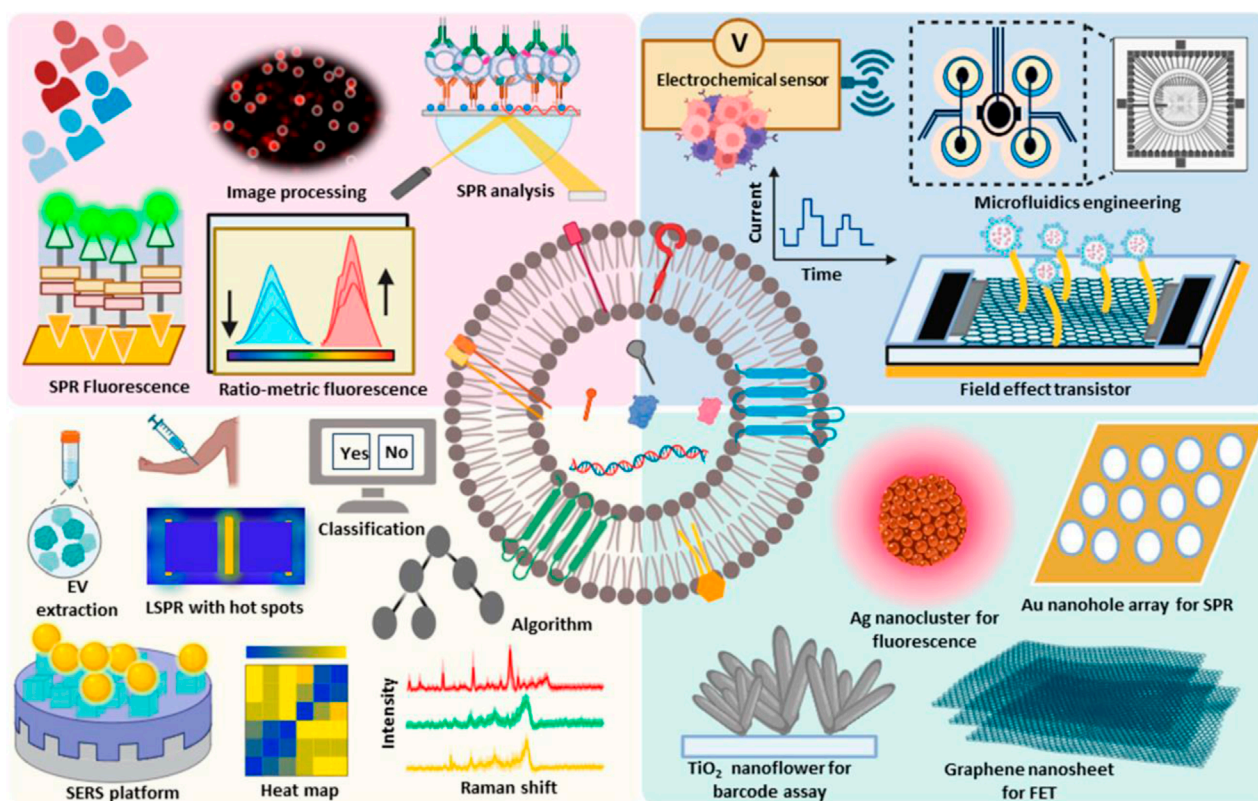 Image processing
SPR analysis
SPR Fluorescence
Ratio-metric fluorescence
V
Electrochemical sensor
Microfluidics engineering
Current
Time
Field effect transistor
EV
extraction
LSPR with hot spots
Yes No
Classification
Algorithm
SERS platform
Heat map
Intensity
Raman shift
Ag nanocluster for
fluorescence
Au nanohole array for SPR
TiO₂ nanoflower for
barcode assay
Graphene nanosheet
for FET